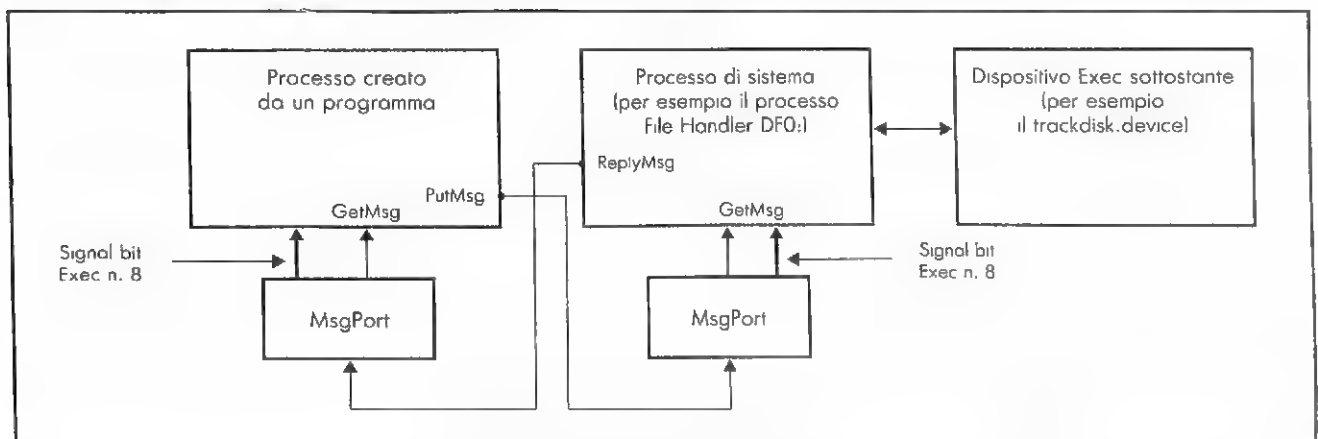 Processo creato
da un programma
PutMsg
GetMsg
Signal bit
Exec n. 8
MsgPort
Processo di sistema
(per esempio il processo
File Handler DF0:)
ReplyMsg
GetMsg
Signal bit
Exec n. 8
MsgPort
Dispositivo Exec sottostante
(per esempio
il trackdisk.device)